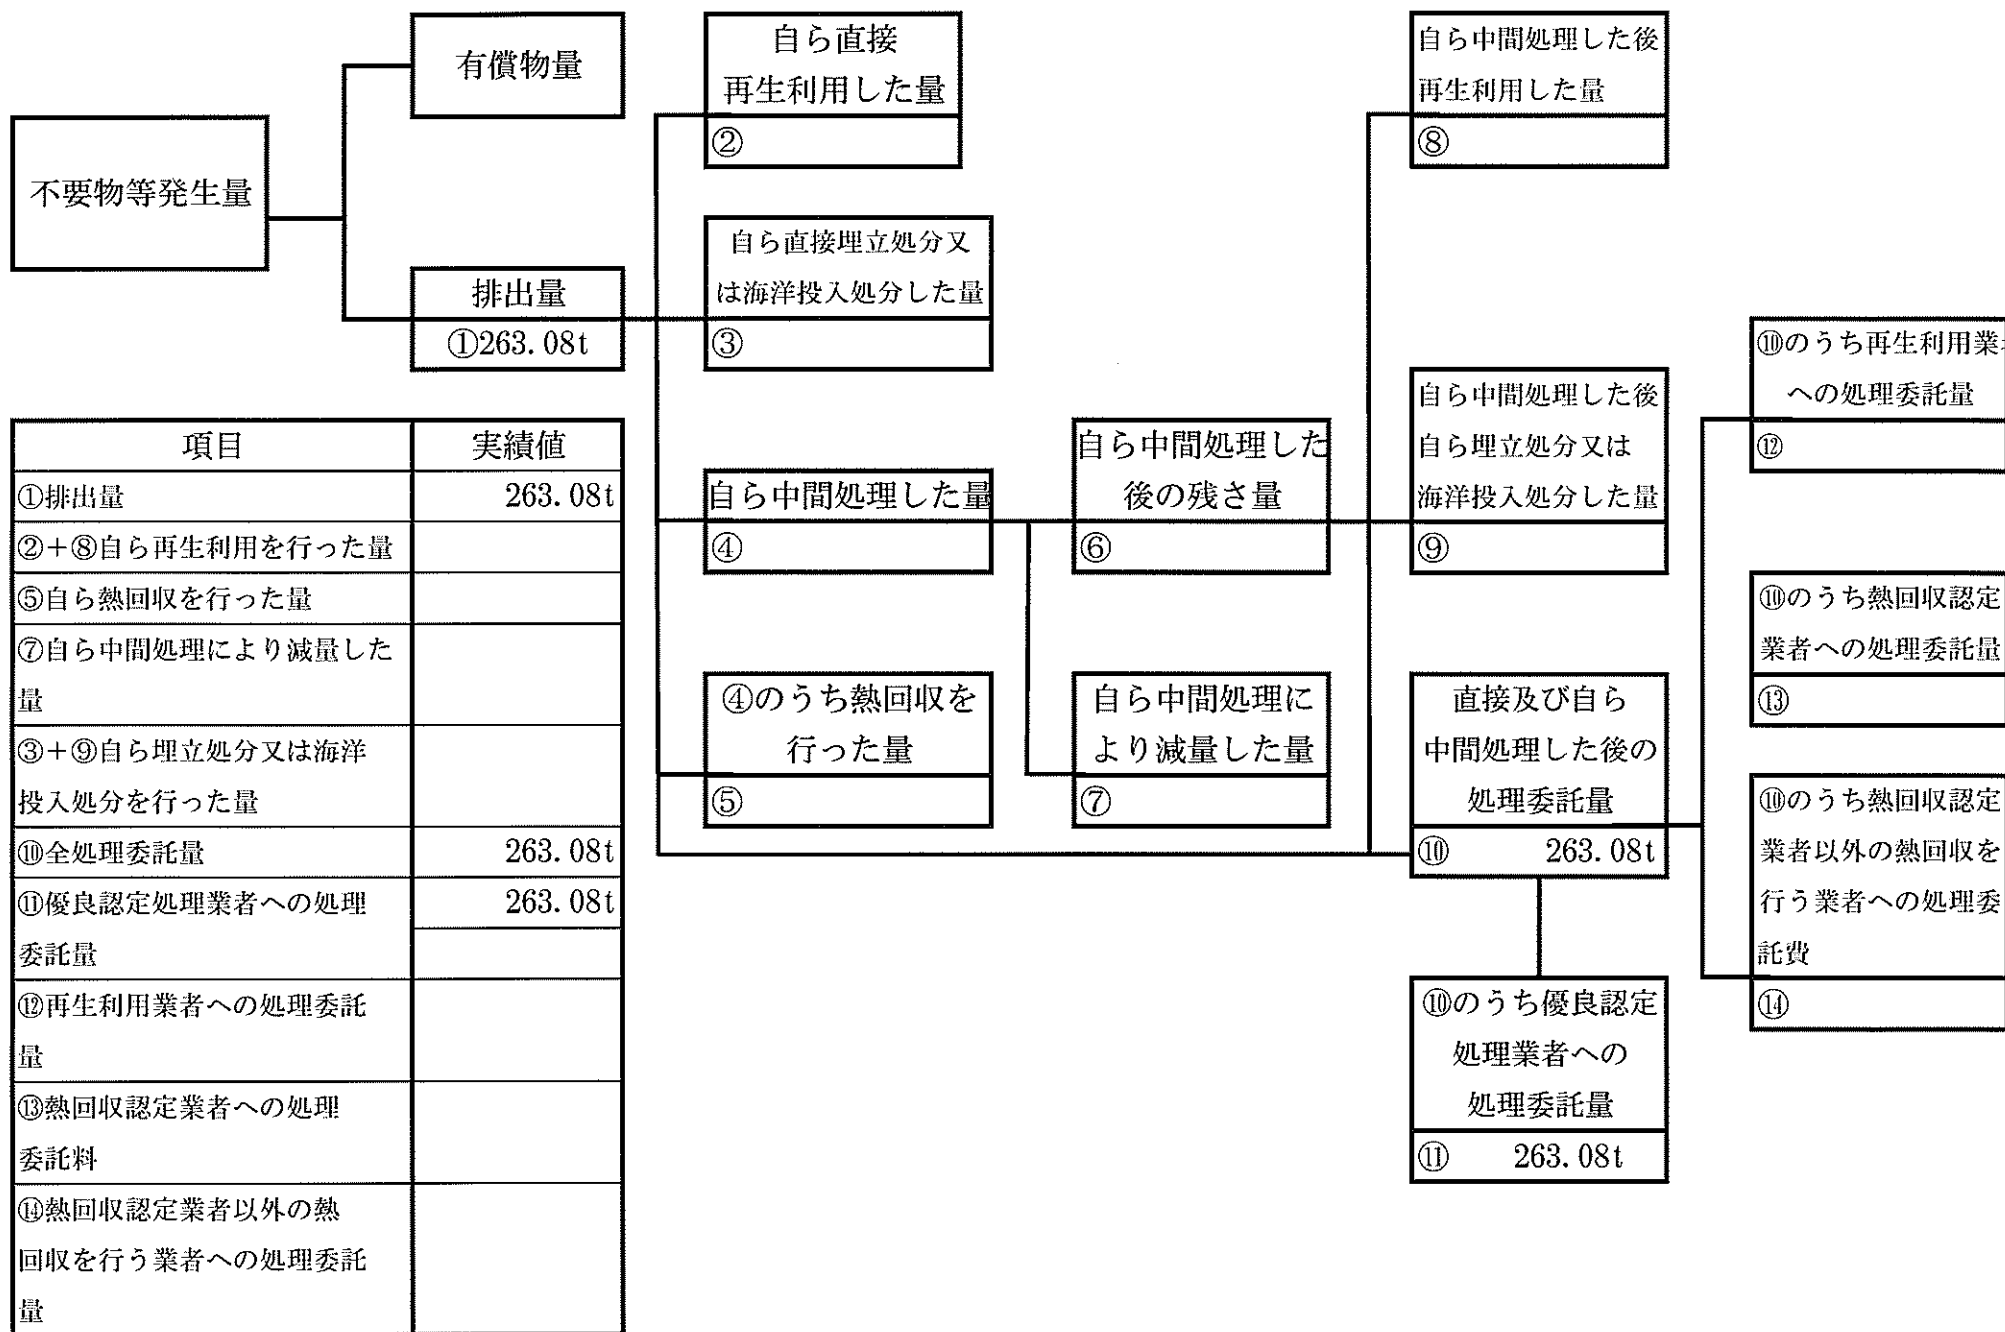 不要物等発生量
有償物量
排出量
①263.08t
自ら直接
再生利用した量
②
自ら直接埋立処分又
は海洋投入処分した量
③
自ら中間処理した量
④
④のうち熱回収を
行った量
⑤
自ら中間処理した
後の残さ量
⑥
自ら中間処理に
より減量した量
⑦
自ら中間処理した後
再生利用した量
⑧
自ら中間処理した後
自ら埋立処分又は
海洋投入処分した量
⑨
直接及び自ら
中間処理した後の
処理委託量
⑩ 263.08t
⑩のうち優良認定
処理業者への
処理委託量
⑪ 263.08t
⑩のうち再生利用業
への処理委託量
⑫
⑩のうち熱回収認定
業者への処理委託量
⑬
⑩のうち熱回収認定
業者以外の熱回収を
行う業者への処理委
託費
⑭
項目 実績値
①排出量 263.08t
②+⑧自ら再生利用を行った量
⑤自ら熱回収を行った量
⑦自ら中間処理により減量した
量
③+⑨自ら埋立処分又は海洋
投入処分を行った量
⑩全処理委託量 263.08t
⑪優良認定処理業者への処理 263.08t
委託量
⑫再生利用業者への処理委託
量
⑬熱回収認定業者への処理
委託料
⑭熱回収認定業者以外の熱
回収を行う業者への処理委託
量